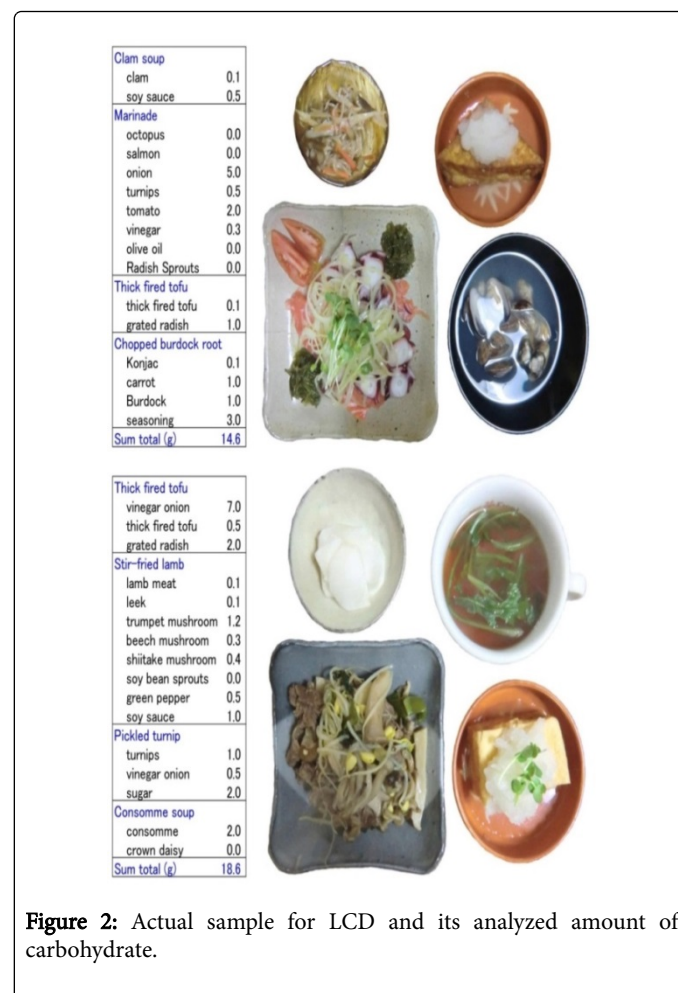 Clam soup
clam 0.1
soy sauce 0.5
Marinade
octopus 0.0
salmon 0.0
onion 5.0
turnips 0.5
tomato 2.0
vinegar 0.3
olive oil 0.0
Radish Sprouts 0.0
Thick fired tofu
thick fired tofu 0.1
grated radish 1.0
Chopped burdock root
Konjac 0.1
carrot 1.0
Burdock 1.0
seasoning 3.0
Sum total (g) 14.6
Thick fired tofu
vinegar onion 7.0
thick fired tofu 0.5
grated radish 2.0
Stir-fried lamb
lamb meat 0.1
leek 0.1
trumpet mushroom 1.2
beech mushroom 0.3
shiitake mushroom 0.4
soy bean sprouts 0.0
green pepper 0.5
soy sauce 1.0
Pickled turnip
turnips 1.0
vinegar onion 0.5
sugar 2.0
Consomme soup
consomme 2.0
crown daisy 0.0
Sum total (g) 18.6
Figure 2: Actual sample for LCD and its analyzed amount of
carbohydrate.